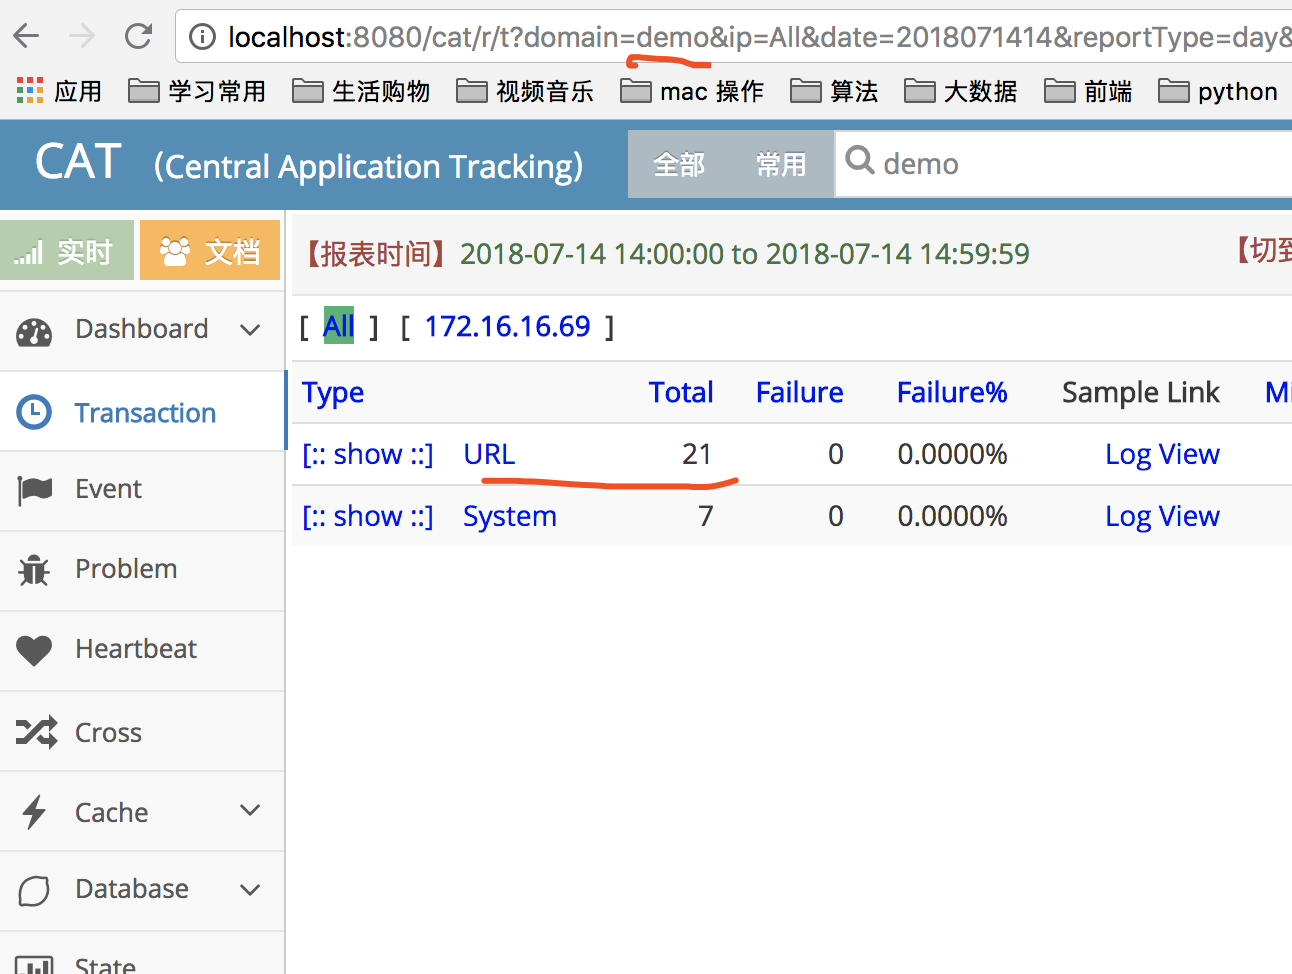 localhost:8080/cat/r/t?domain=demo&ip=All&date=2018071414&reportType=day&
应用 学习常用 生活购物 视频音乐 mac 操作 算法 大数据 前端 python
CAT (Central Application Tracking) 全部 常用 demo
实时 文档
【报表时间】2018-07-14 14:00:00 to 2018-07-14 14:59:59 【切到
[ All ] [ 172.16.16.69 ]
Dashboard
Transaction
Event
Problem
Heartbeat
Cross
Cache
Database
State
Type Total Failure Failure% Sample Link Mi
[:: show ::] URL 21 0 0.0000% Log View
[:: show ::] System 7 0 0.0000% Log View